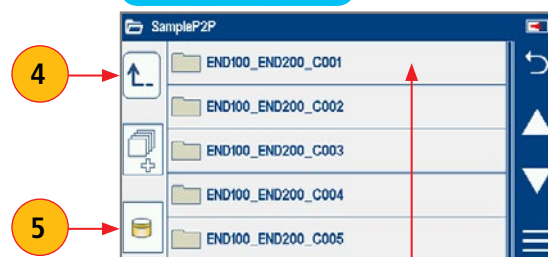 SampleP2P
4
END100_END200_C001
END100_END200_C002
END100_END200_C003
END100_END200_C004
5
END100_END200_C005